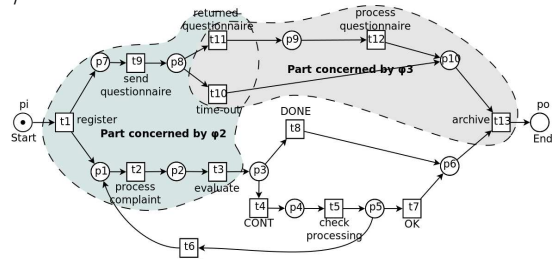 returned
questionnaire
process
questionnaire
t11
p9
t12
p7
t9
p8
p10
send
questionnaire
Part concerned by φ3
t10
time-out
pi
Start
t1
register
Part concerned by φ2
DONE
t8
archive
t13
po
End
p1
t2
p2
t3
p3
p6
process
complaint
evaluate
t4
p4
t5
p5
t7
CONT
check
processing
OK
t6